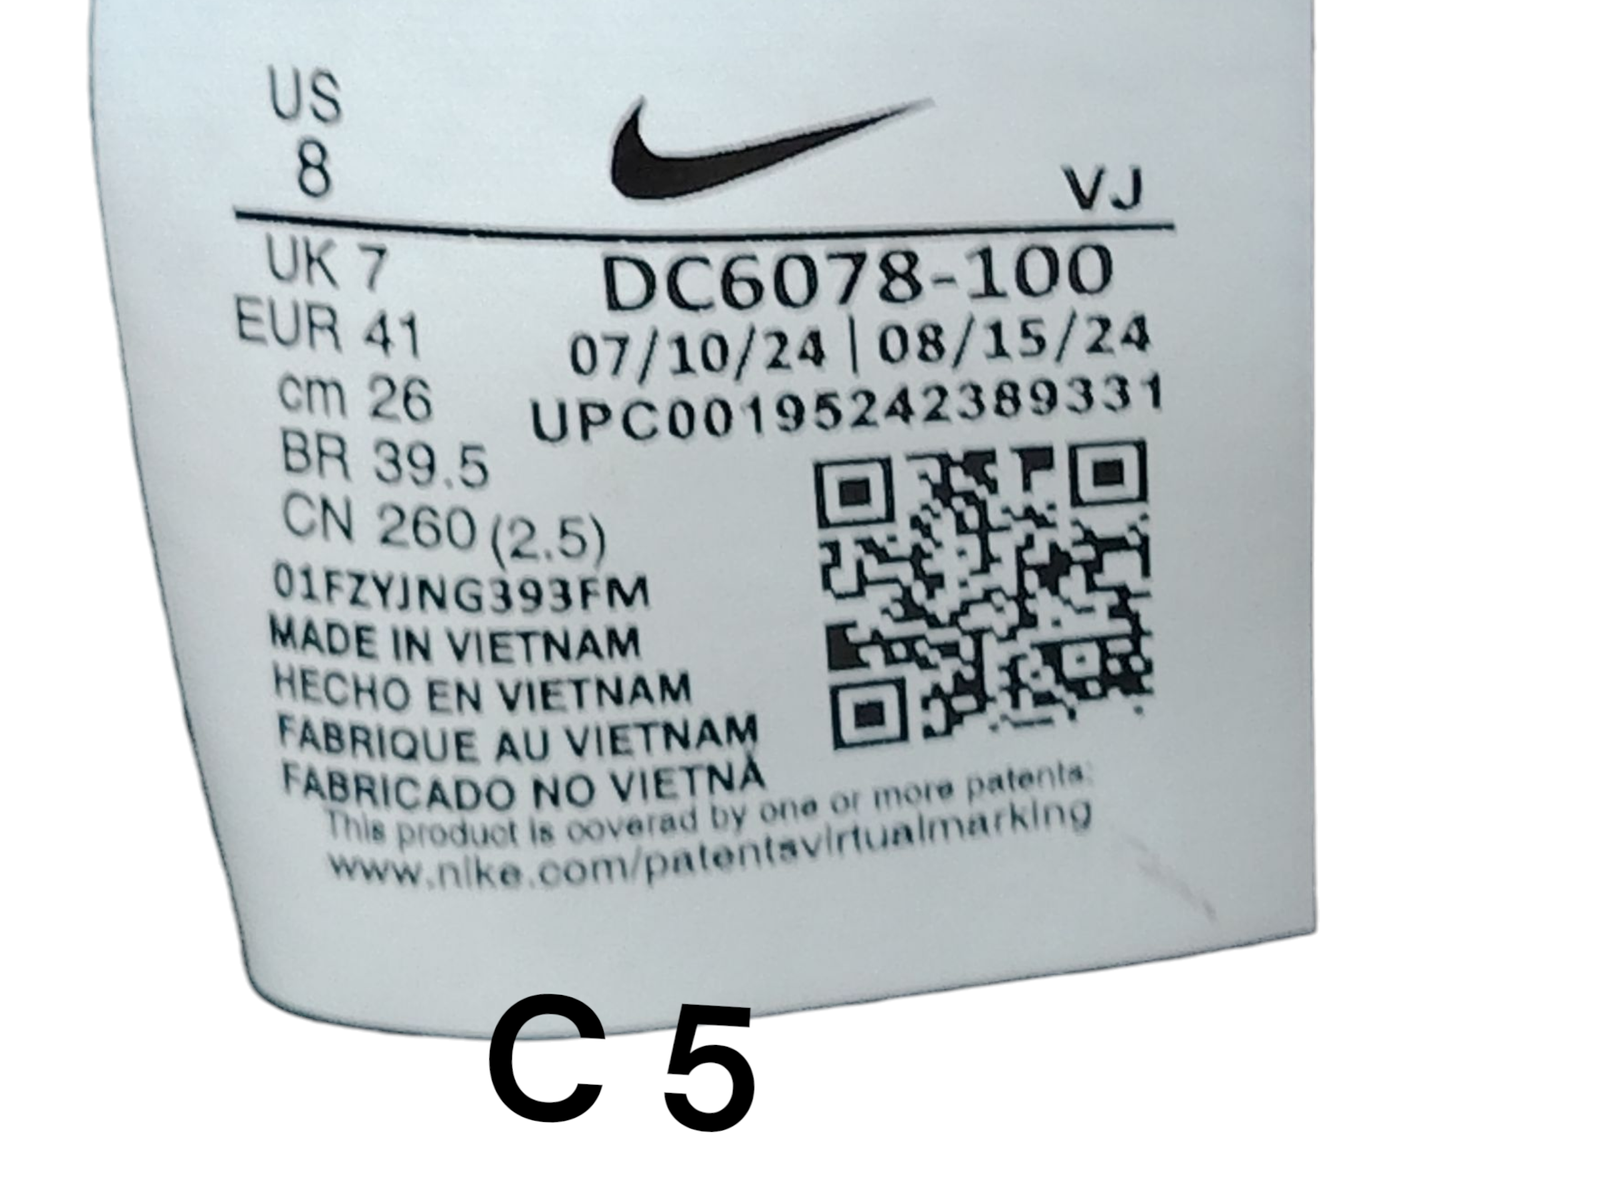 US
8
VJ
UK 7
EUR 41
cm 26
BR 39.5
CN 260 (2.5)
DC6078-100
07/10/24 | 08/15/24
UPC00195242389331
01FZYJNG393FM
MADE IN VIETNAM
HECHO EN VIETNAM
FABRIQUE AU VIETNAM
FABRICADO NO VIETNÃ
This product is covered by one or more patents:
www.nike.com/patentsvirtualmarking
C 5